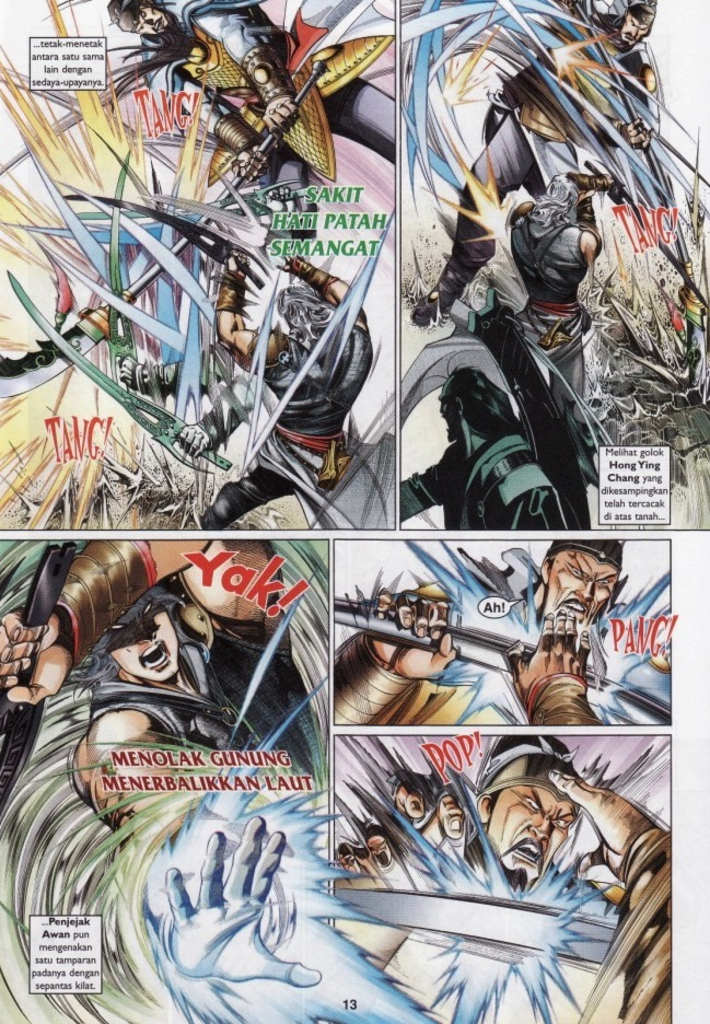 ...tetak-menetak
antara satu sama
lain dengan
sedaya-upayanya.
TANG!
SAKIT
HATI PATAH
SEMANGAT
TANG!
TANG!
Melihat golok
Hong Ying
Chang yang
dikesampingkan
telah tercacak
di atas tanah...
Yak!
MENOLAK GUNUNG
MENERBALIKKAN LAUT
...Penjejak
Awan pun
mengenakan
satu tamparan
padanya dengan
sepantas kilat.
Ah!
PANG!
POP!
13